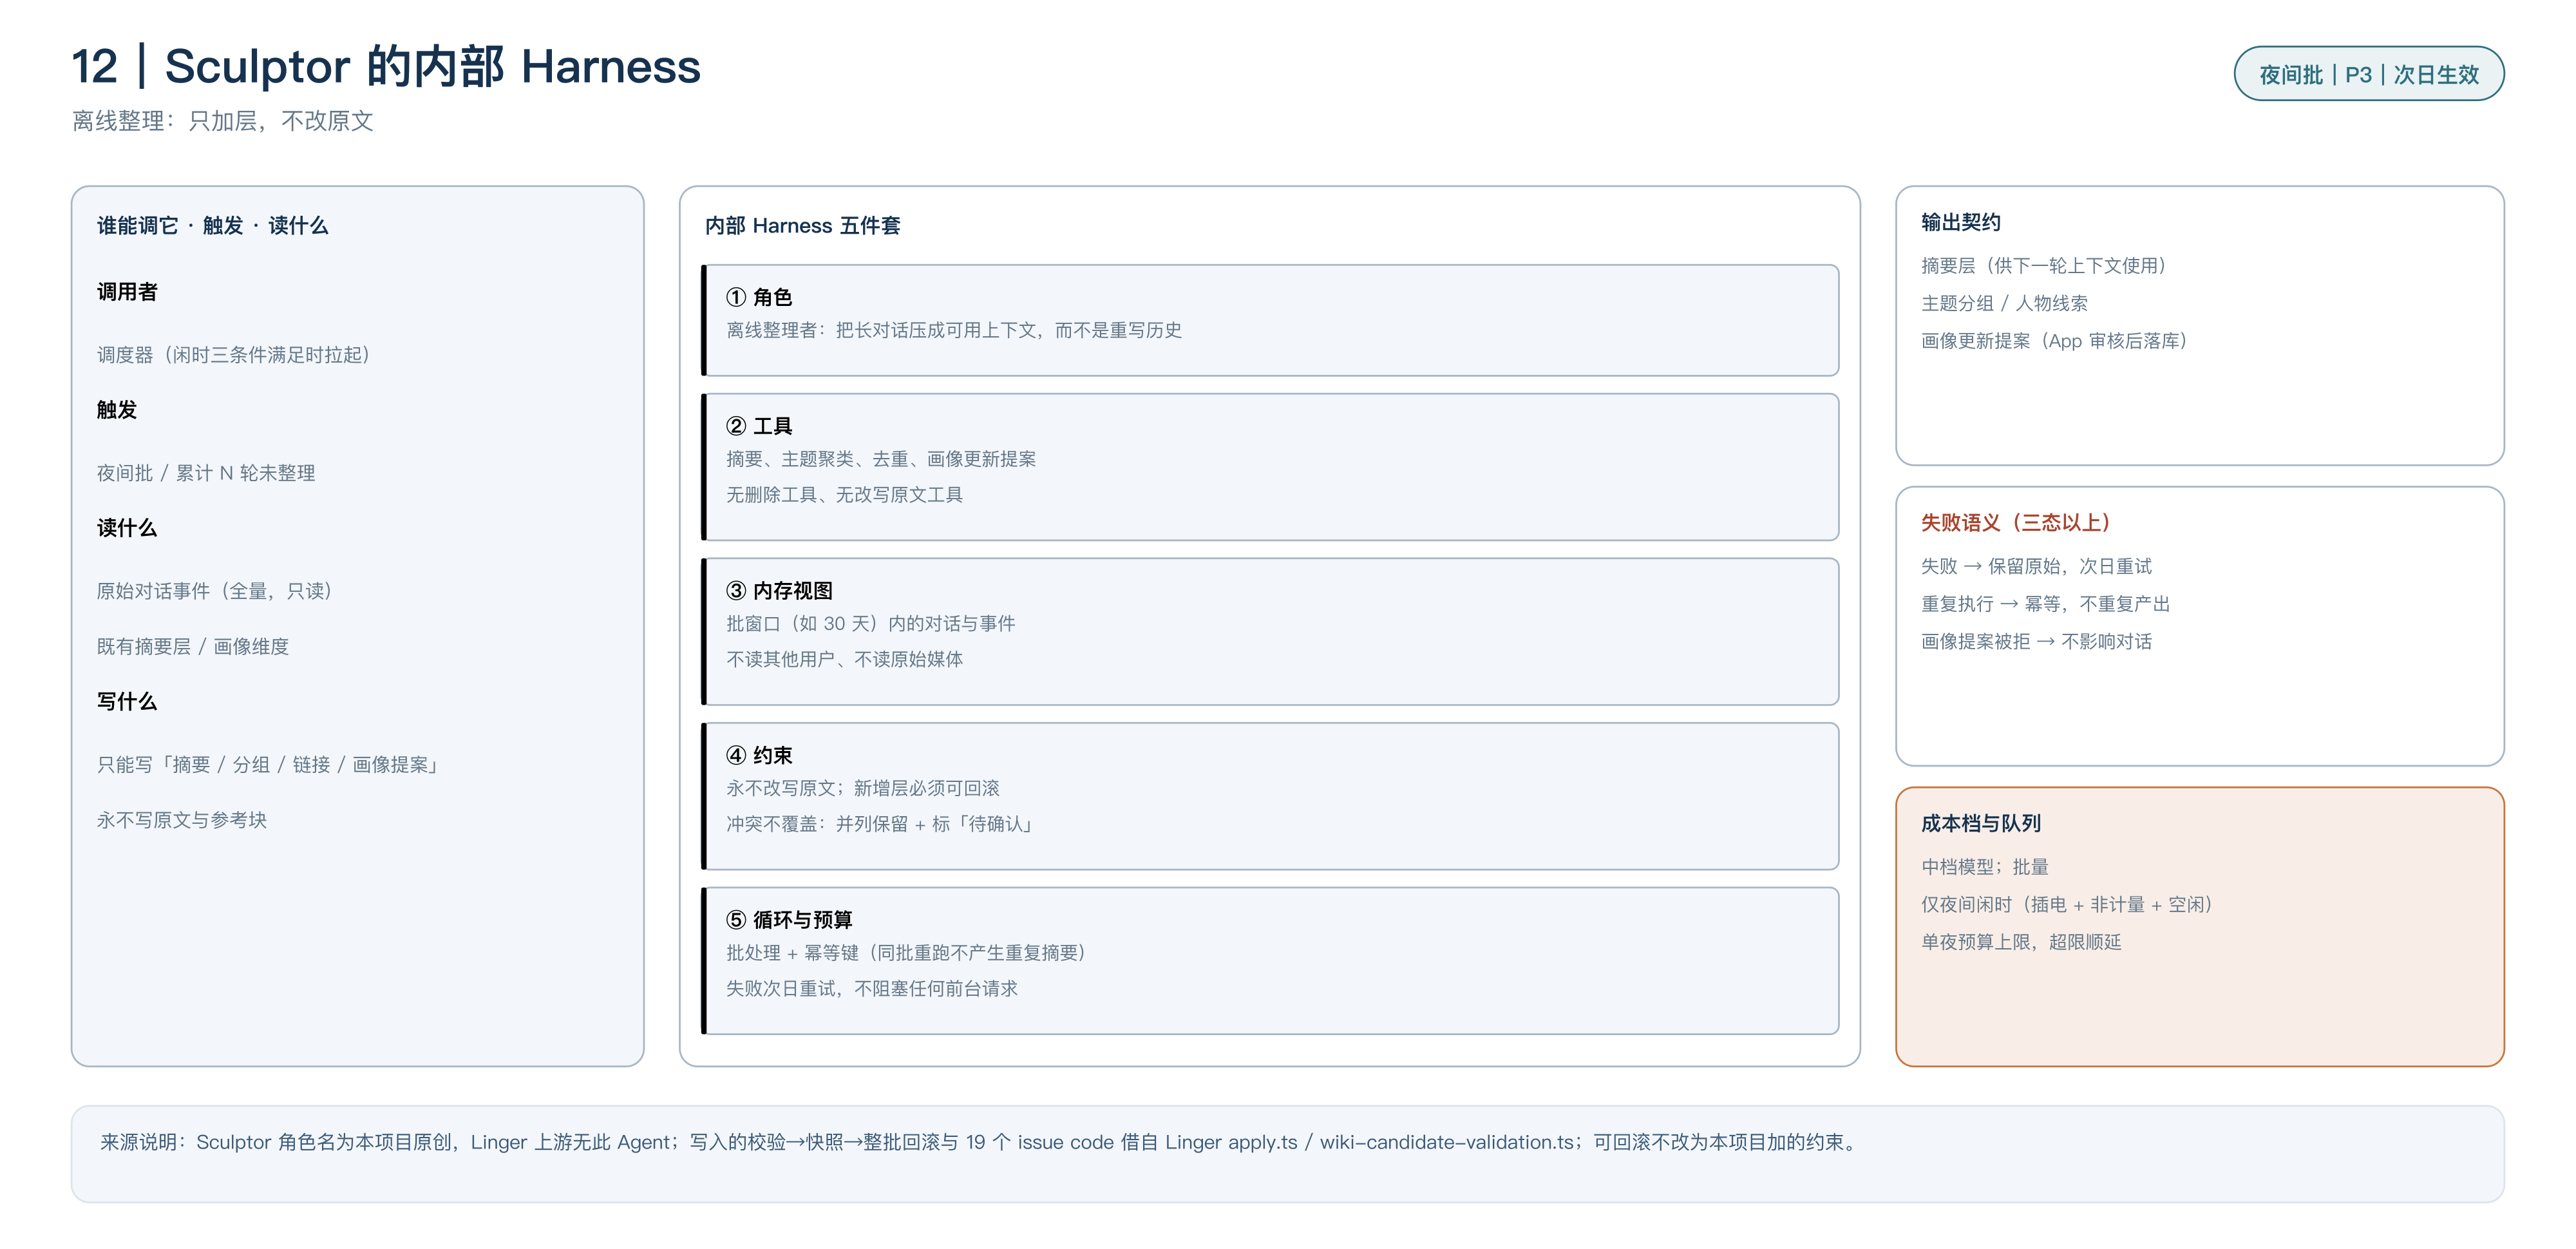 12｜Sculptor 的内部 Harness
夜间批｜P3｜次日生效
离线整理：只加层，不改原文
谁能调它 · 触发 · 读什么
调用者
调度器（闲时三条件满足时拉起）
触发
夜间批 / 累计 N 轮未整理
读什么
原始对话事件（全量，只读）
既有摘要层 / 画像维度
写什么
只能写「摘要 / 分组 / 链接 / 画像提案」
永不写原文与参考块
内部 Harness 五件套
① 角色
离线整理者：把长对话压成可用上下文，而不是重写历史
② 工具
摘要、主题聚类、去重、画像更新提案
无删除工具、无改写原文工具
③ 内存视图
批窗口（如 30 天）内的对话与事件
不读其他用户、不读原始媒体
④ 约束
永不改写原文；新增层必须可回滚
冲突不覆盖：并列保留 + 标「待确认」
⑤ 循环与预算
批处理 + 幂等键（同批重跑不产生重复摘要）
失败次日重试，不阻塞任何前台请求
输出契约
摘要层（供下一轮上下文使用）
主题分组 / 人物线索
画像更新提案（App 审核后落库）
失败语义（三态以上）
失败 → 保留原始，次日重试
重复执行 → 幂等，不重复产出
画像提案被拒 → 不影响对话
成本档与队列
中档模型；批量
仅夜间闲时（插电 + 非计量 + 空闲）
单夜预算上限，超限顺延
来源说明：Sculptor 角色名为本项目原创，Linger 上游无此 Agent；写入的校验→快照→整批回滚与 19 个 issue code 借自 Linger apply.ts / wiki-candidate-validation.ts；可回滚不改为本项目加的约束。